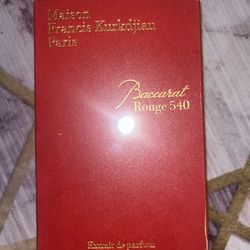 Maison
Francis Kurkdjian
Paris
Baccarat
Rouge 540
Extrait de parfum